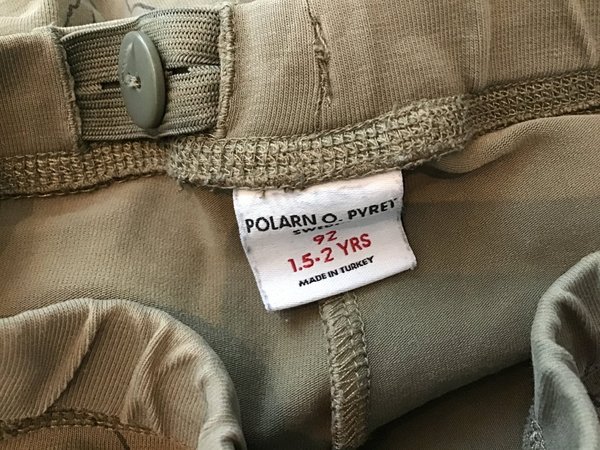 POLARN O. PYRET
92
1.5-2 YRS
MADE IN TURKEY